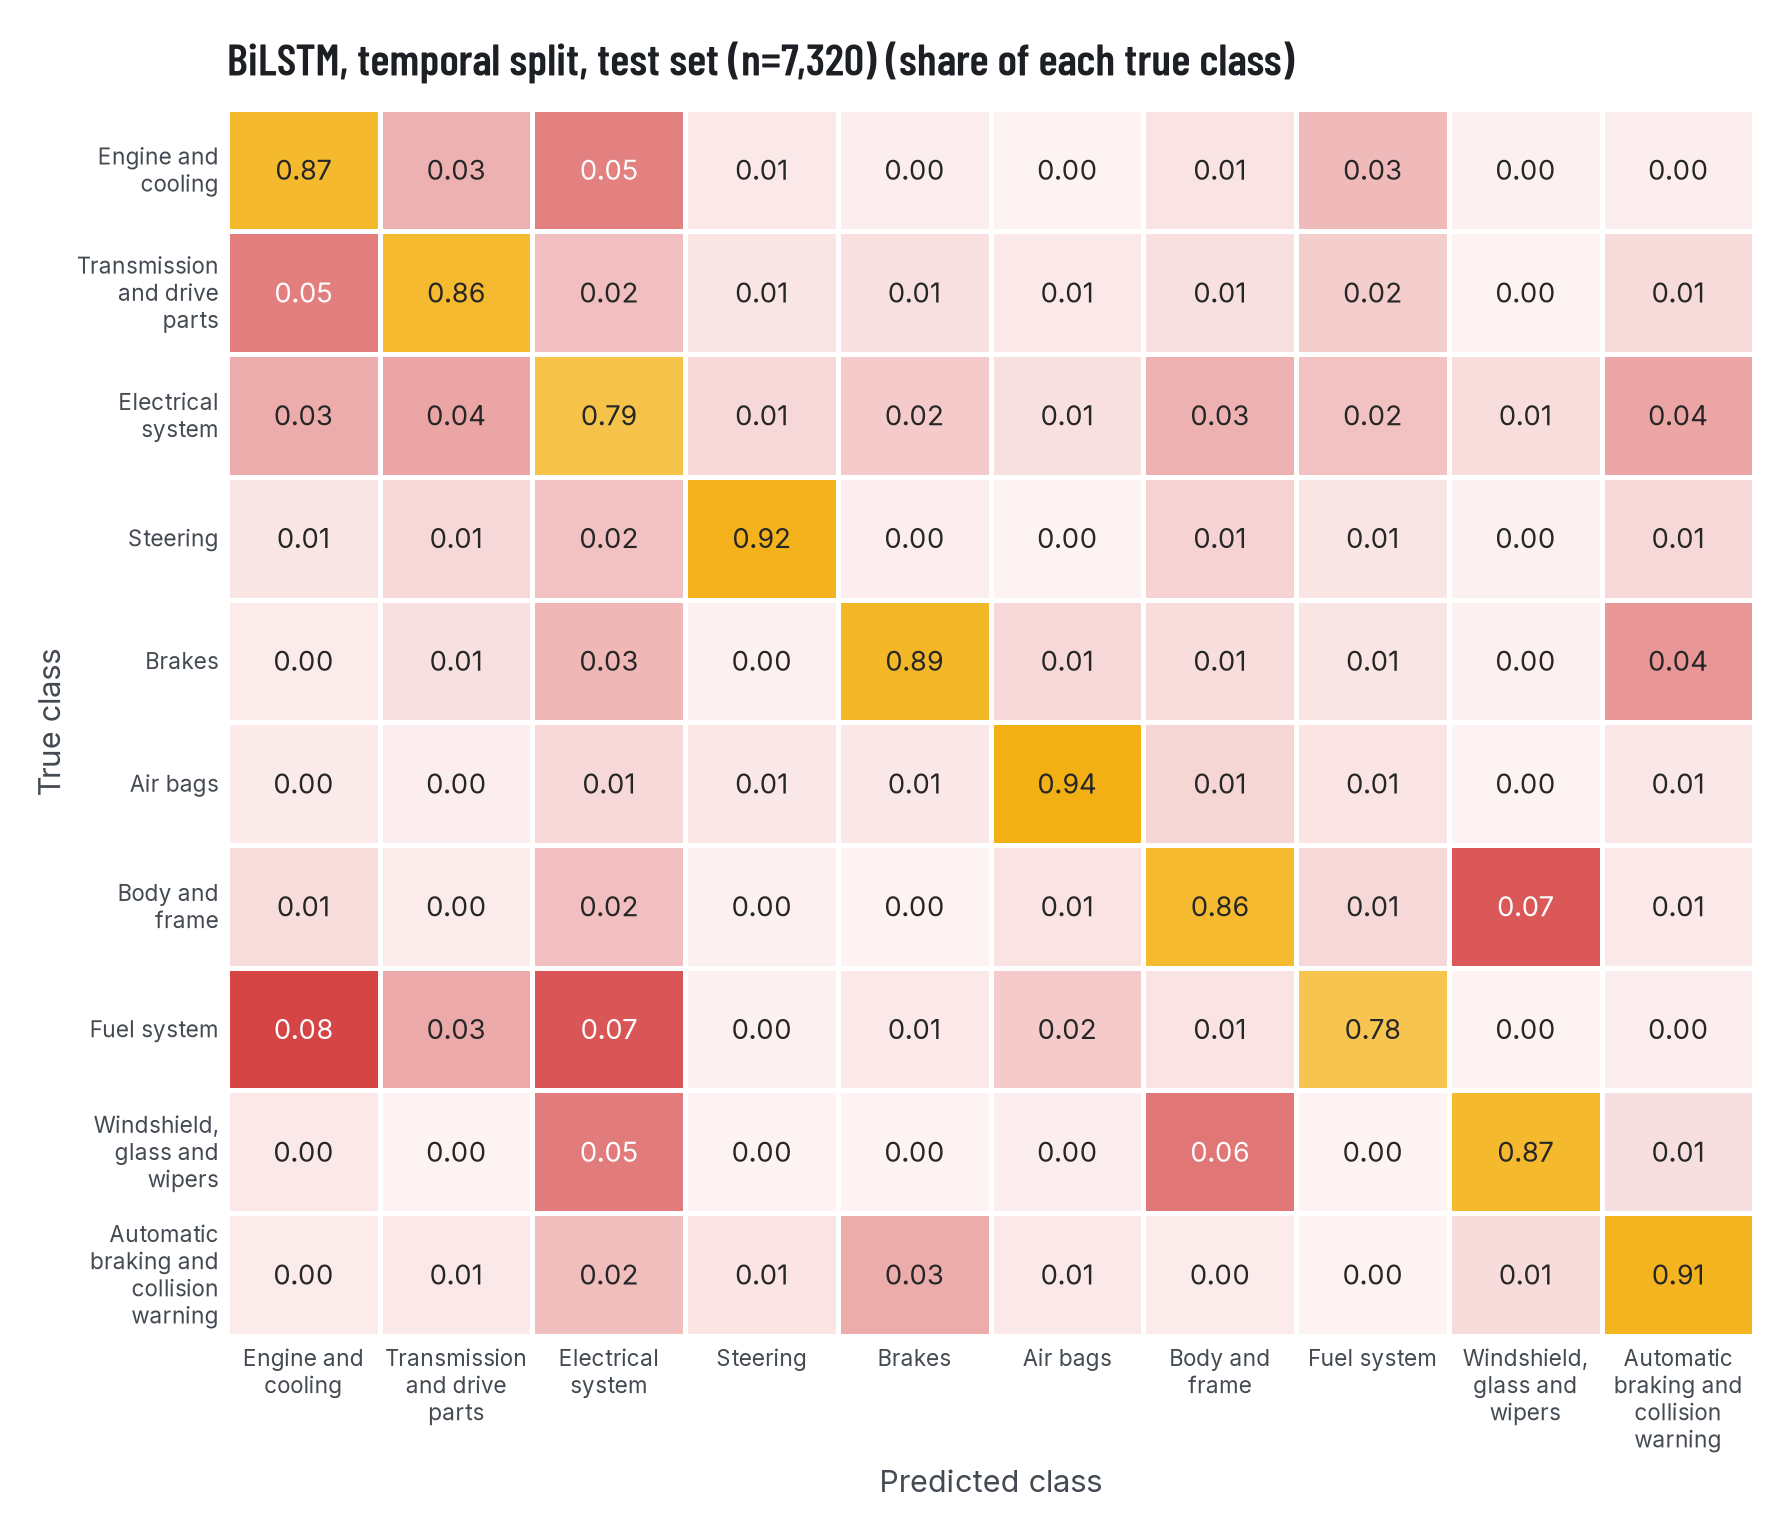 BiLSTM, temporal split, test set (n=7,320) (share of each true class)
True class
Engine and
cooling
0.87 0.03 0.05 0.01 0.00 0.00 0.01 0.03 0.00 0.00
Transmission
and drive
parts
0.05 0.86 0.02 0.01 0.01 0.01 0.01 0.02 0.00 0.01
Electrical
system
0.03 0.04 0.79 0.01 0.02 0.01 0.03 0.02 0.01 0.04
Steering
0.01 0.01 0.02 0.92 0.00 0.00 0.01 0.01 0.00 0.01
Brakes
0.00 0.01 0.03 0.00 0.89 0.01 0.01 0.01 0.00 0.04
Air bags
0.00 0.00 0.01 0.01 0.01 0.94 0.01 0.01 0.00 0.01
Body and
frame
0.01 0.00 0.02 0.00 0.00 0.01 0.86 0.01 0.07 0.01
Fuel system
0.08 0.03 0.07 0.00 0.01 0.02 0.01 0.78 0.00 0.00
Windshield,
glass and
wipers
0.00 0.00 0.05 0.00 0.00 0.00 0.06 0.00 0.87 0.01
Automatic
braking and
collision
warning
0.00 0.01 0.02 0.01 0.03 0.01 0.00 0.00 0.01 0.91
Engine and
cooling
Transmission
and drive
parts
Electrical
system
Steering
Brakes
Air bags
Body and
frame
Fuel system
Windshield,
glass and
wipers
Automatic
braking and
collision
warning
Predicted class